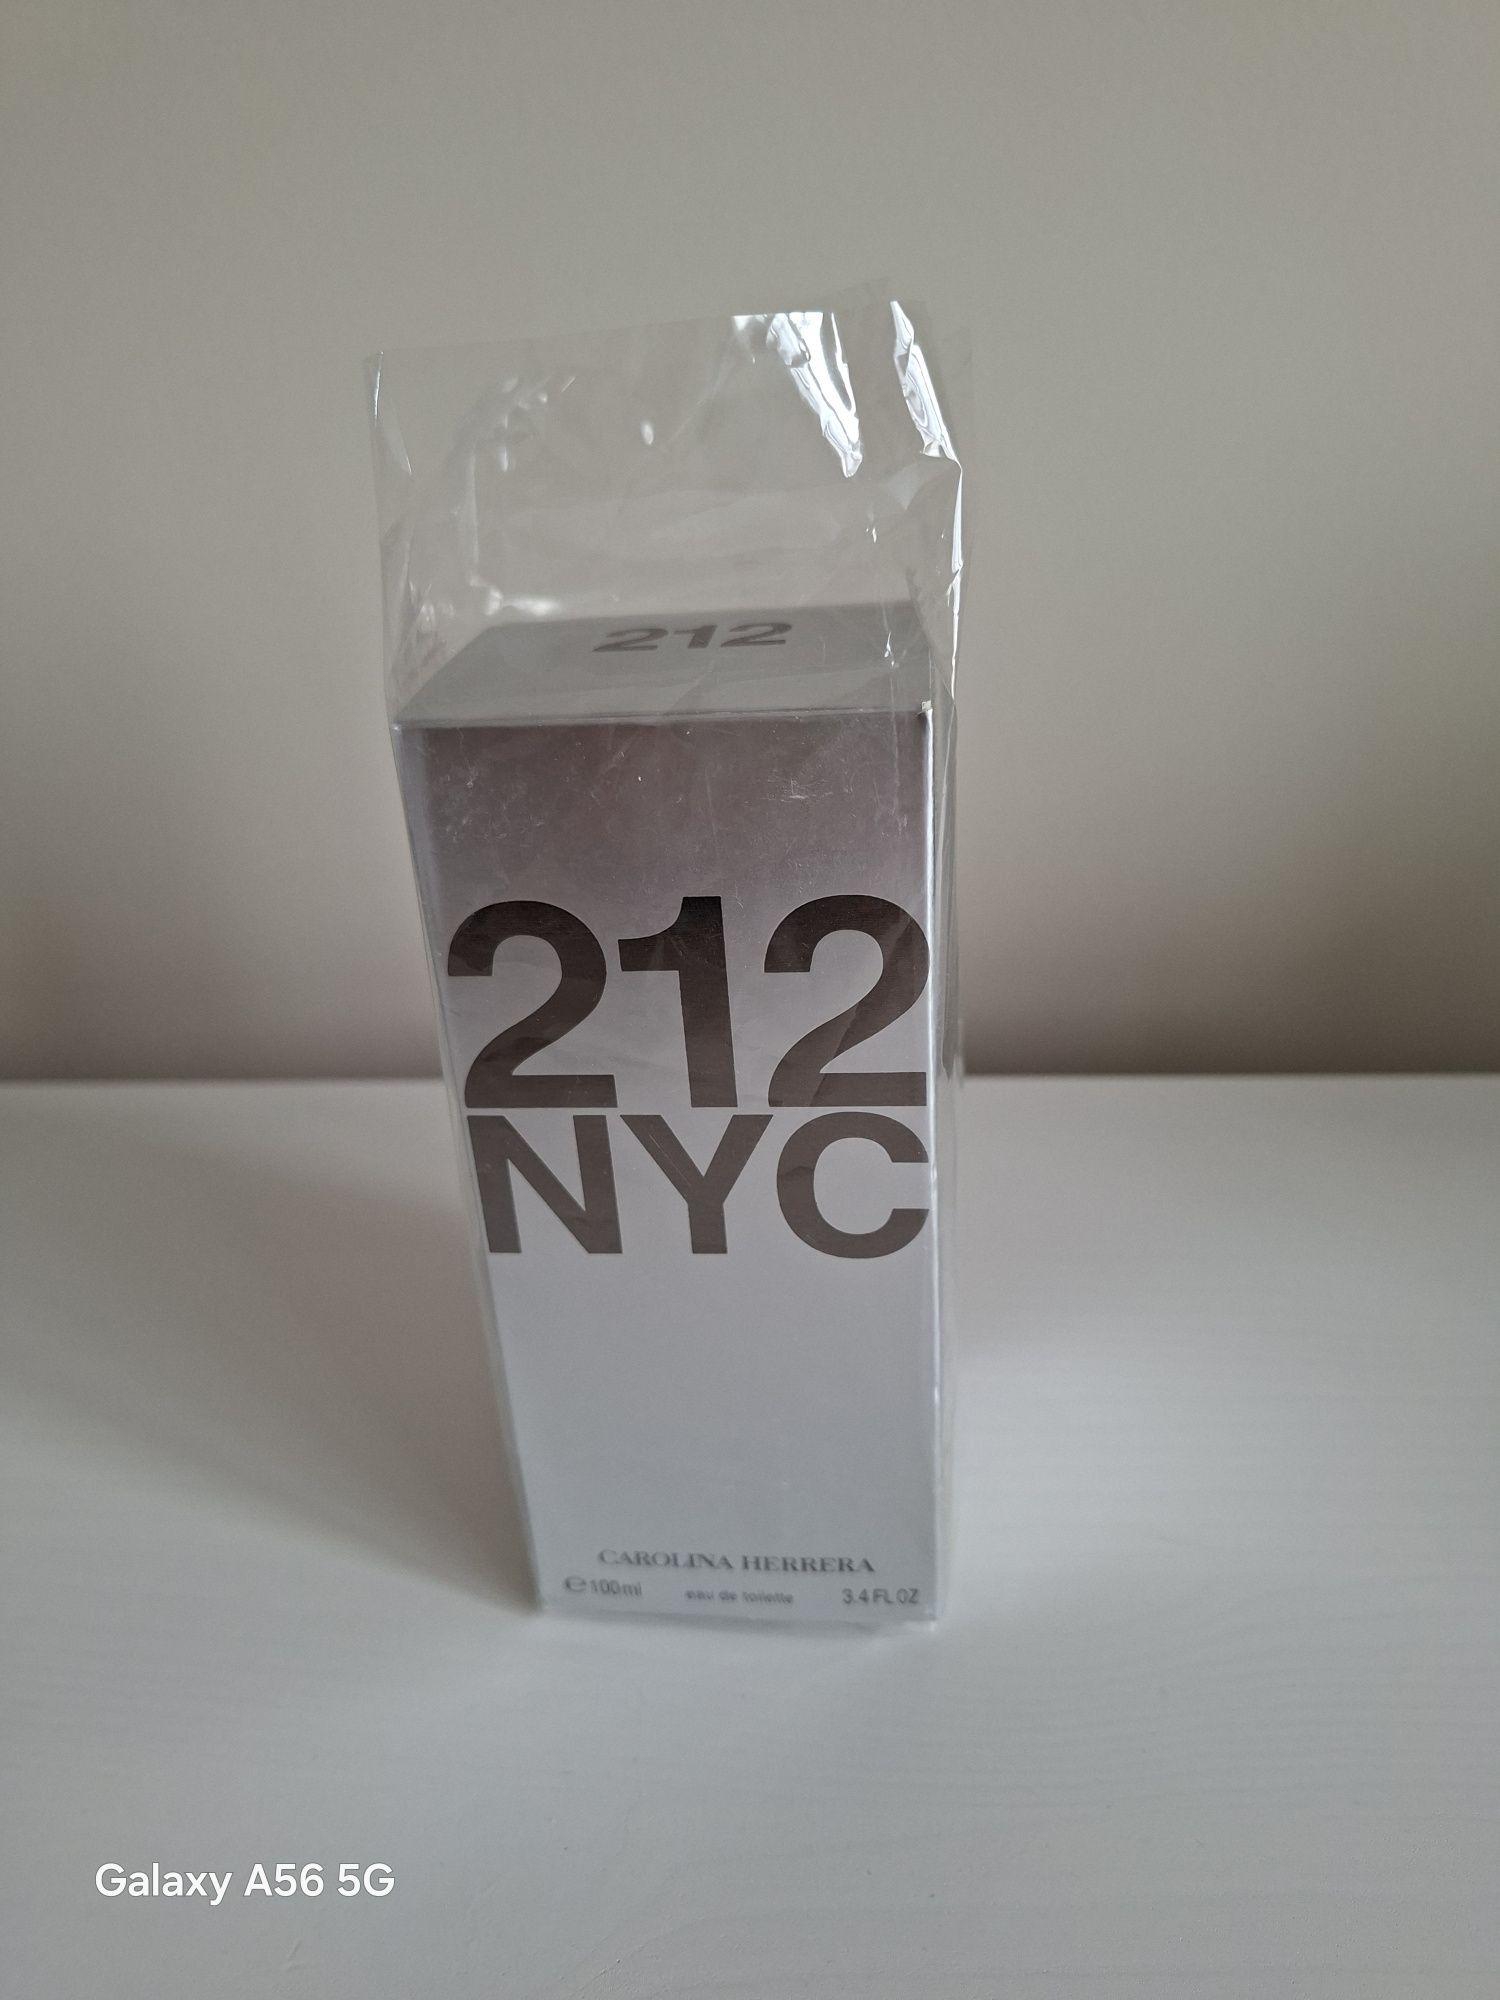 212
212
NYC
CAROLINA HERRERA
℮100ml eau de toilette 3.4 FL OZ
Galaxy A56 5G